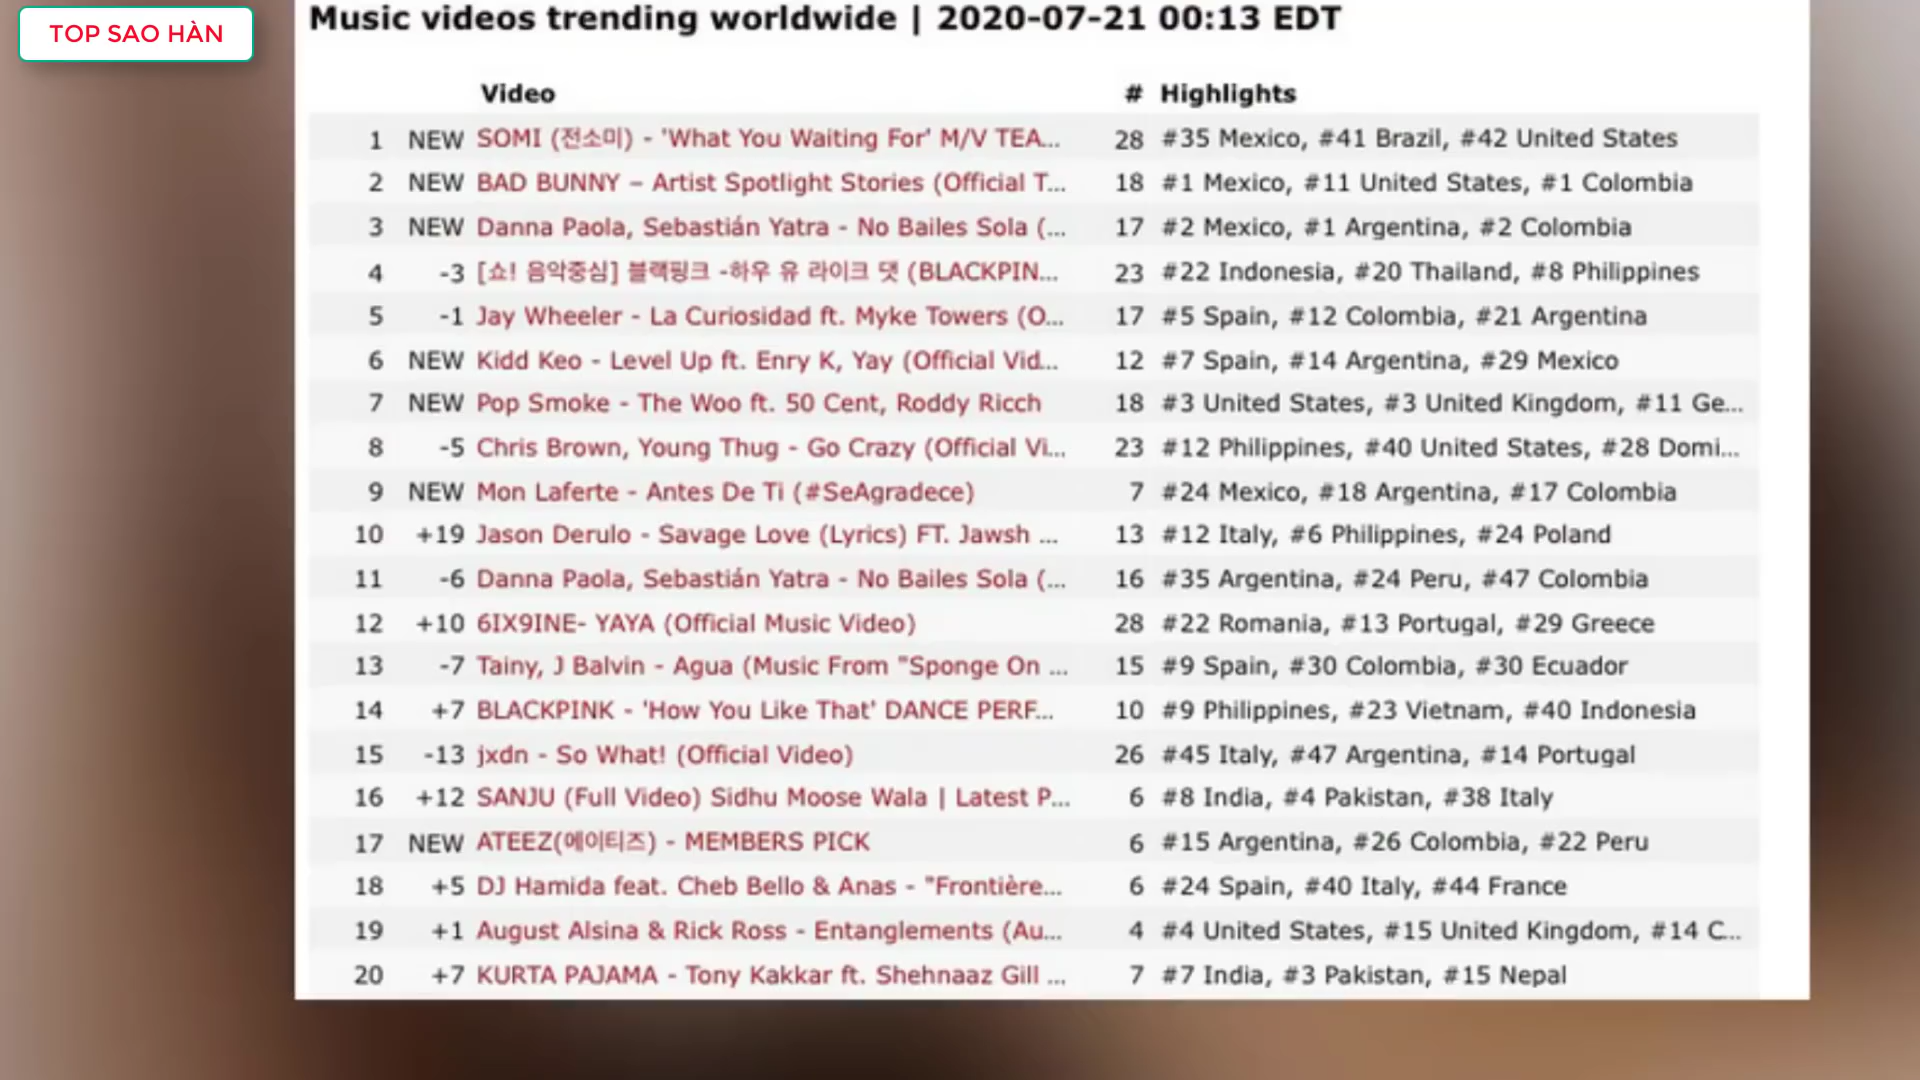 TOP SAO HÀN
Music videos trending worldwide | 2020-07-21 00:13 EDT
Video # Highlights
1 NEW SOMI (전소미) - 'What You Waiting For' M/V TEA... 28 #35 Mexico, #41 Brazil, #42 United States
2 NEW BAD BUNNY – Artist Spotlight Stories (Official T... 18 #1 Mexico, #11 United States, #1 Colombia
3 NEW Danna Paola, Sebastián Yatra - No Bailes Sola (... 17 #2 Mexico, #1 Argentina, #2 Colombia
4 -3 [쇼! 음악중심] 블랙핑크 -하우 유 라이크 댓 (BLACKPIN... 23 #22 Indonesia, #20 Thailand, #8 Philippines
5 -1 Jay Wheeler - La Curiosidad ft. Myke Towers (O... 17 #5 Spain, #12 Colombia, #21 Argentina
6 NEW Kidd Keo - Level Up ft. Enry K, Yay (Official Vid... 12 #7 Spain, #14 Argentina, #29 Mexico
7 NEW Pop Smoke - The Woo ft. 50 Cent, Roddy Ricch 18 #3 United States, #3 United Kingdom, #11 Ge...
8 -5 Chris Brown, Young Thug - Go Crazy (Official Vi... 23 #12 Philippines, #40 United States, #28 Domi...
9 NEW Mon Laferte - Antes De Ti (#SeAgradece) 7 #24 Mexico, #18 Argentina, #17 Colombia
10 +19 Jason Derulo - Savage Love (Lyrics) FT. Jawsh ... 13 #12 Italy, #6 Philippines, #24 Poland
11 -6 Danna Paola, Sebastián Yatra - No Bailes Sola (... 16 #35 Argentina, #24 Peru, #47 Colombia
12 +10 6IX9INE- YAYA (Official Music Video) 28 #22 Romania, #13 Portugal, #29 Greece
13 -7 Tainy, J Balvin - Agua (Music From "Sponge On ... 15 #9 Spain, #30 Colombia, #30 Ecuador
14 +7 BLACKPINK - 'How You Like That' DANCE PERF... 10 #9 Philippines, #23 Vietnam, #40 Indonesia
15 -13 jxdn - So What! (Official Video) 26 #45 Italy, #47 Argentina, #14 Portugal
16 +12 SANJU (Full Video) Sidhu Moose Wala | Latest P... 6 #8 India, #4 Pakistan, #38 Italy
17 NEW ATEEZ(에이티즈) - MEMBERS PICK 6 #15 Argentina, #26 Colombia, #22 Peru
18 +5 DJ Hamida feat. Cheb Bello & Anas - "Frontière... 6 #24 Spain, #40 Italy, #44 France
19 +1 August Alsina & Rick Ross - Entanglements (Au... 4 #4 United States, #15 United Kingdom, #14 C...
20 +7 KURTA PAJAMA - Tony Kakkar ft. Shehnaaz Gill ... 7 #7 India, #3 Pakistan, #15 Nepal